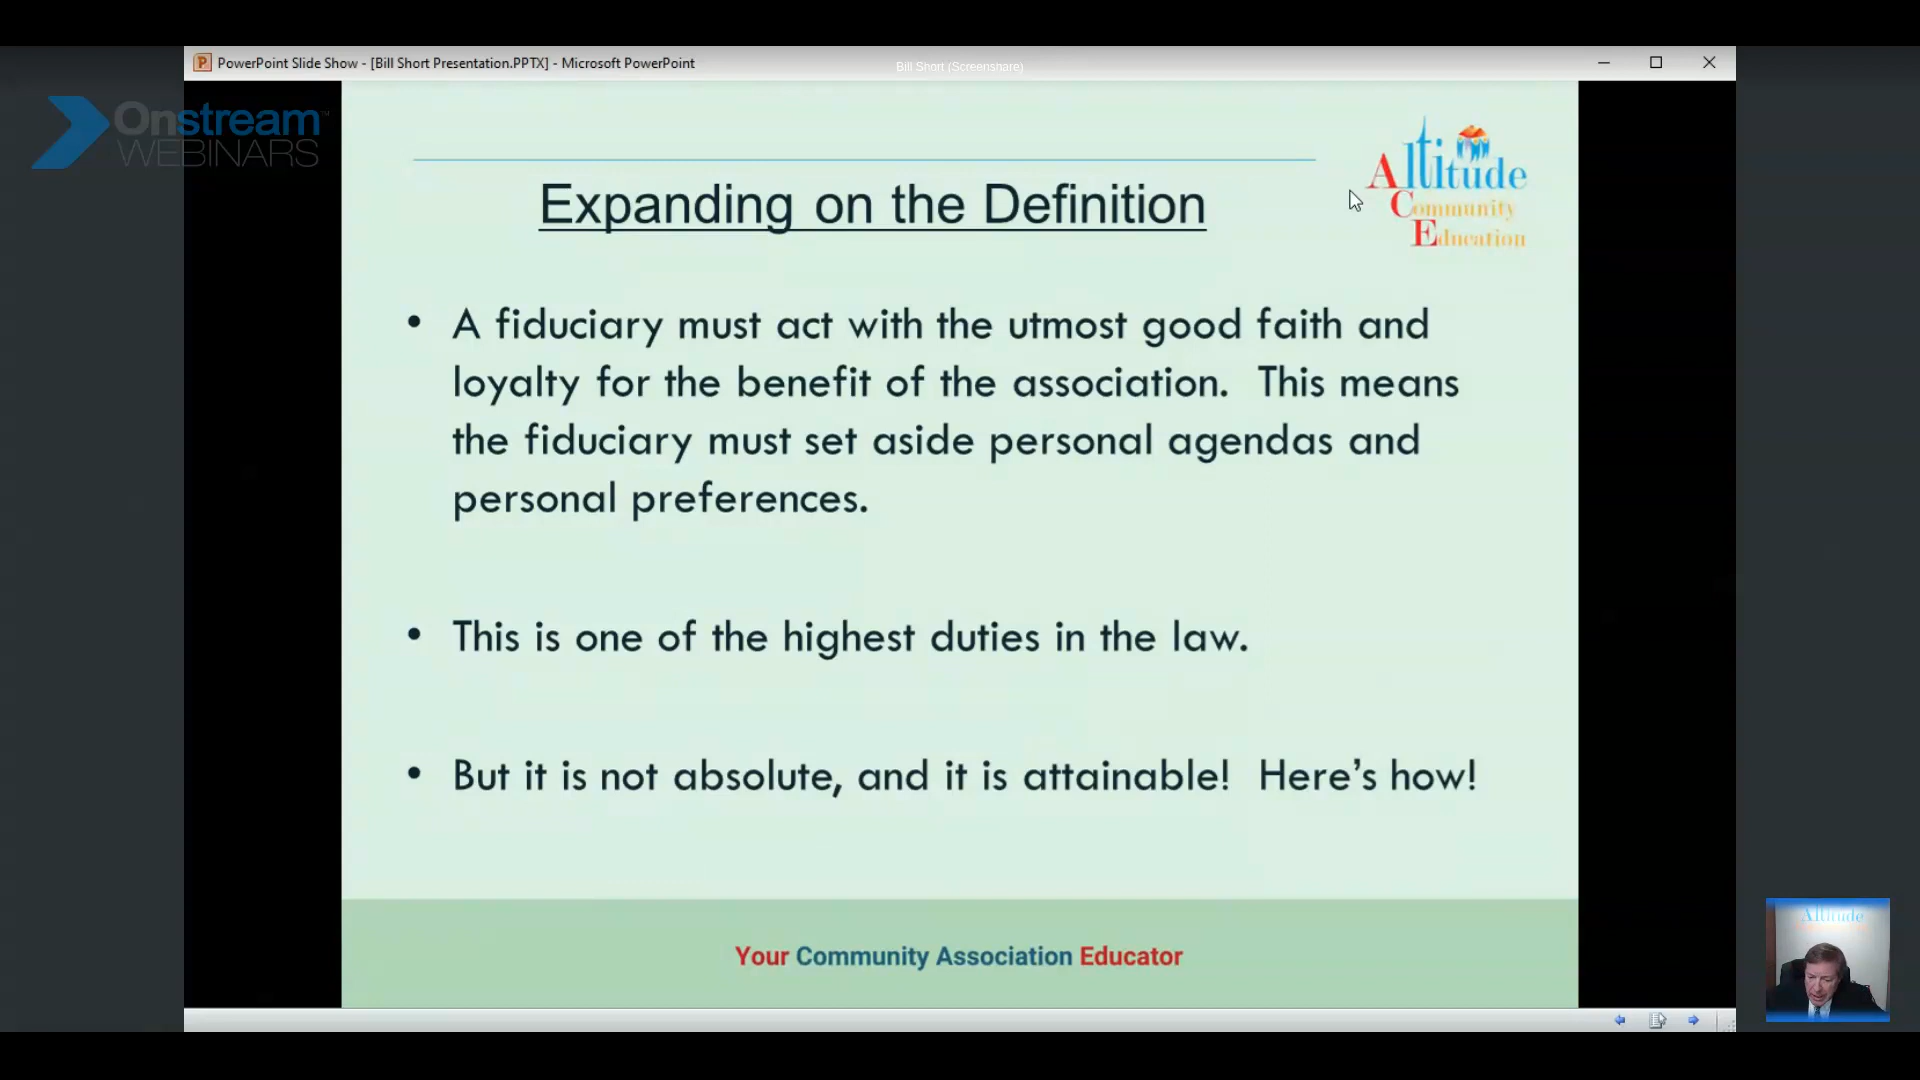 PowerPoint Slide Show - [Bill Short Presentation.PPTX] - Microsoft PowerPoint
Bill Short (Screenshare)
Onstream™
WEBINARS
Altitude
Community
Education
Expanding on the Definition
• A fiduciary must act with the utmost good faith and
loyalty for the benefit of the association. This means
the fiduciary must set aside personal agendas and
personal preferences.
• This is one of the highest duties in the law.
• But it is not absolute, and it is attainable! Here's how!
Your Community Association Educator
Altitude